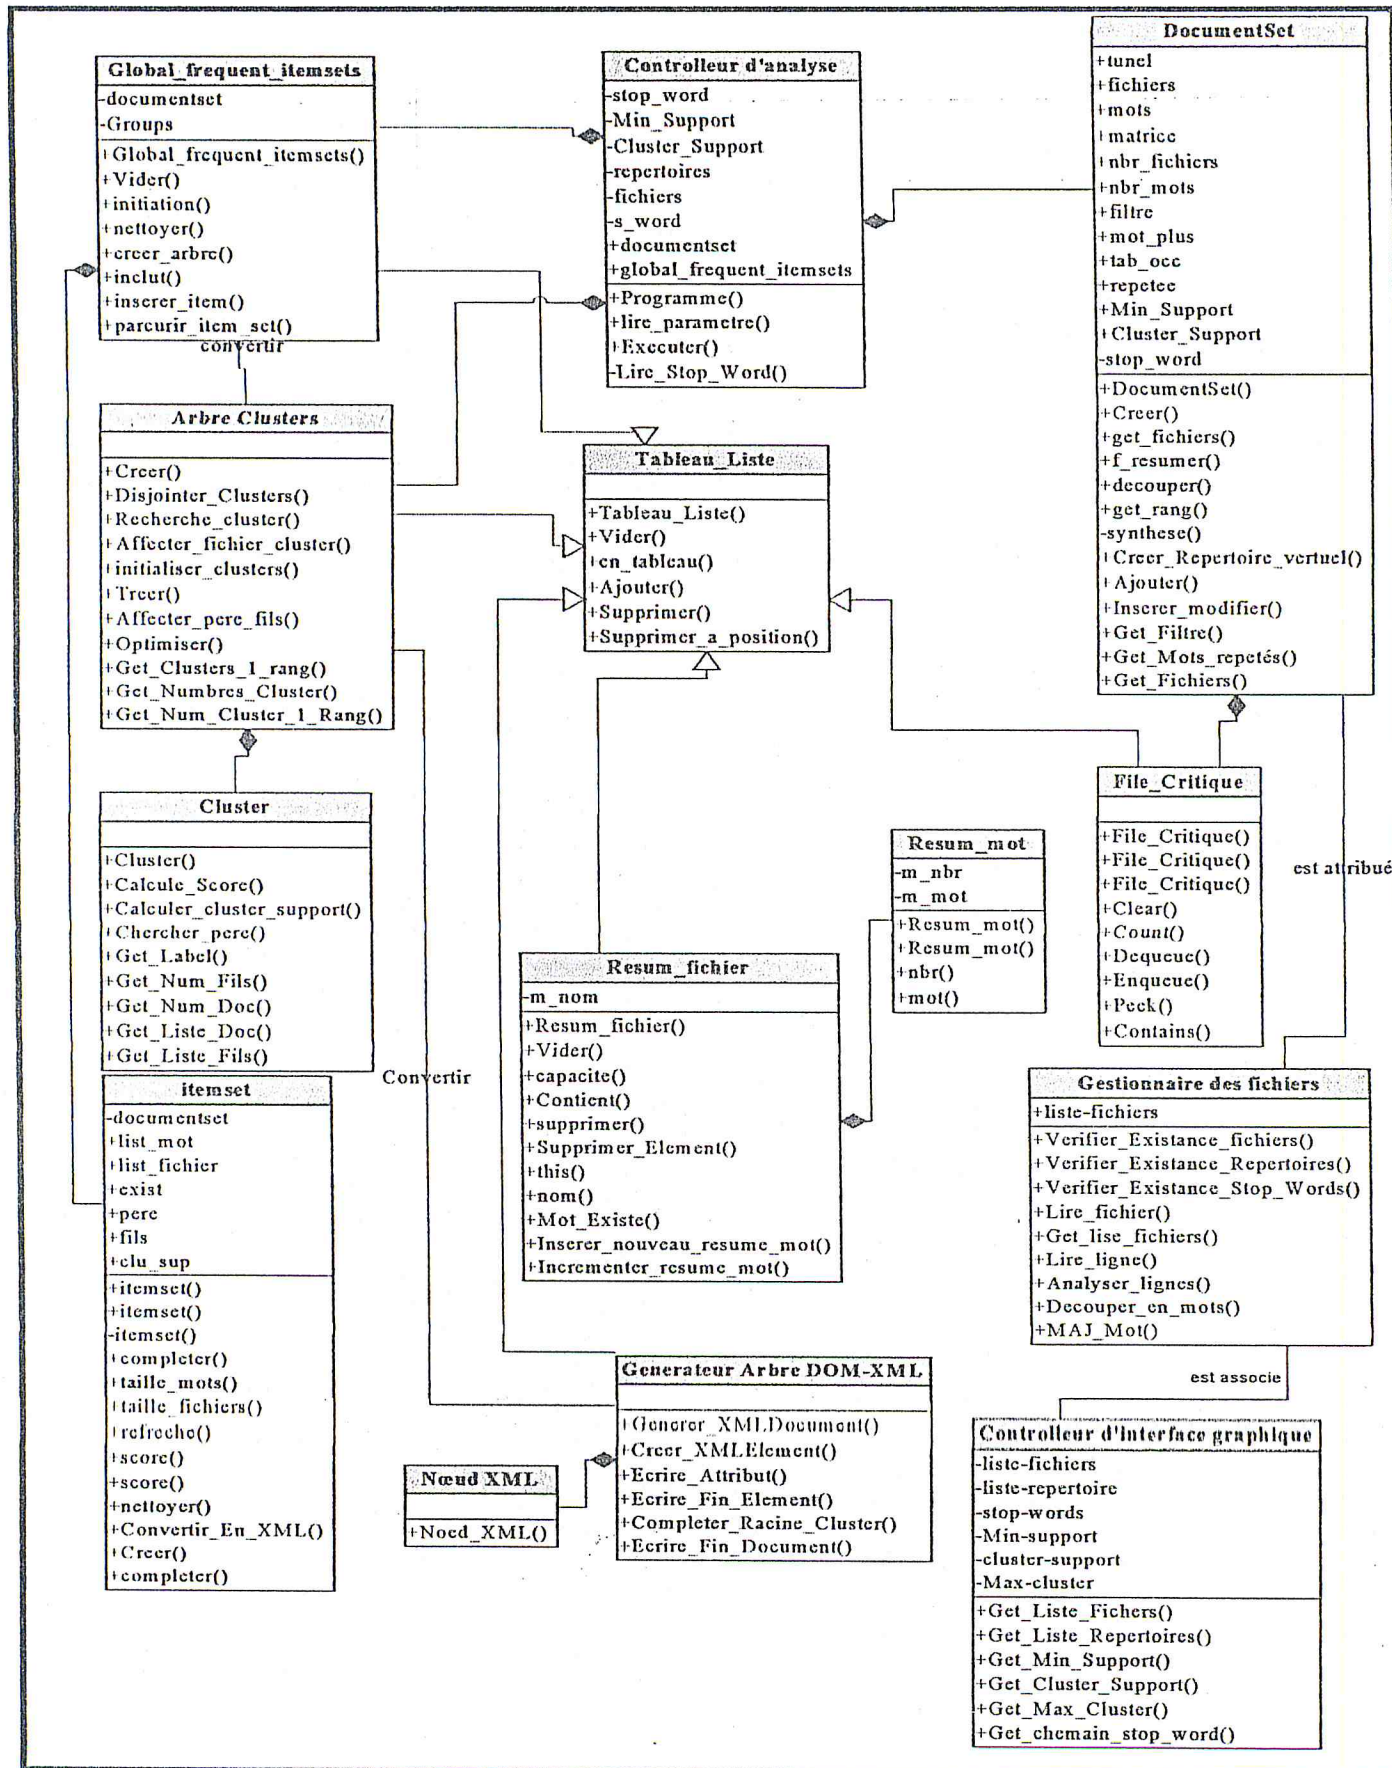 Global_frequent_itemsets
-documentset
-Groups
+Global_frequent_itemsets()
+Vider()
+initiation()
+nettoyer()
+creer_arbre()
+inclut()
+inserer_item()
+parcurir_item_set()
convertir
Controlleur d'analyse
-stop_word
-Min_Support
-Cluster_Support
-repertoires
-fichiers
-s_word
+documentset
+global_frequent_itemsets
+Programme()
+lire_parametre()
+Executer()
-Lire_Stop_Word()
DocumentSet
+tunel
+fichiers
+mots
+matrice
+nbr_fichiers
+nbr_mots
+filtre
+mot_plus
+tab_occ
+repetee
+Min_Support
+Cluster_Support
-stop_word
+DocumentSet()
+Creer()
+get_fichiers()
+f_resumer()
+decouper()
+get_rang()
-synthese()
+Creer_Repertoire_vertuel()
+Ajouter()
+Inserer_modifier()
+Get_Filtre()
+Get_Mots_repetés()
+Get_Fichiers()
Arbre Clusters
+Creer()
+Disjointer_Clusters()
+Recherche_cluster()
+Affecter_fichier_cluster()
+initialiser_clusters()
+Treer()
+Affecter_pere_fils()
+Optimiser()
+Get_Clusters_1_rang()
+Get_Numbres_Cluster()
+Get_Num_Cluster_1_Rang()
Tableau_Liste
+Tableau_Liste()
+Vider()
+en_tableau()
+Ajouter()
+Supprimer()
+Supprimer_a_position()
Cluster
+Cluster()
+Calcule_Score()
+Calculer_cluster_support()
+Chercher_pere()
+Get_Label()
+Get_Num_Fils()
+Get_Num_Doc()
+Get_Liste_Doc()
+Get_Liste_Fils()
File_Critique
+File_Critique()
+File_Critique()
+File_Critique()
+Clear()
+Count()
+Dequeue()
+Enqueue()
+Peek()
+Contains()
est attribué
Resum_mot
-m_nbr
-m_mot
+Resum_mot()
+Resum_mot()
+nbr()
+mot()
Resum_fichier
-m_nom
+Resum_fichier()
+Vider()
+capacite()
+Contient()
+supprimer()
+Supprimer_Element()
+this()
+nom()
+Mot_Existe()
+Inserer_nouveau_resume_mot()
+Incrementer_resume_mot()
Convertir
itemset
-documentset
+list_mot
+list_fichier
+exist
+pere
+fils
+clu_sup
+itemset()
+itemset()
-itemset()
+completer()
+taille_mots()
+taille_fichiers()
+refreche()
+score()
+score()
+nettoyer()
+Convertir_En_XML()
+Creer()
+completer()
Gestionnaire des fichiers
+liste-fichiers
+Verifier_Existance_fichiers()
+Verifier_Existance_Repertoires()
+Verifier_Existance_Stop_Words()
+Lire_fichier()
+Get_lise_fichiers()
+Lire_ligne()
+Analyser_lignes()
+Decouper_en_mots()
+MAJ_Mot()
est associe
Generateur Arbre DOM-XML
+Generer_XMLDocument()
+Creer_XMLElement()
+Ecrire_Attribut()
+Ecrire_Fin_Element()
+Completer_Racine_Cluster()
+Ecrire_Fin_Document()
Nœud XML
+Noed_XML()
Controlleur d'Interface graphique
-liste-fichiers
-liste-repertoire
-stop-words
-Min-support
-cluster-support
-Max-cluster
+Get_Liste_Fichers()
+Get_Liste_Repertoires()
+Get_Min_Support()
+Get_Cluster_Support()
+Get_Max_Cluster()
+Get_chemain_stop_word()